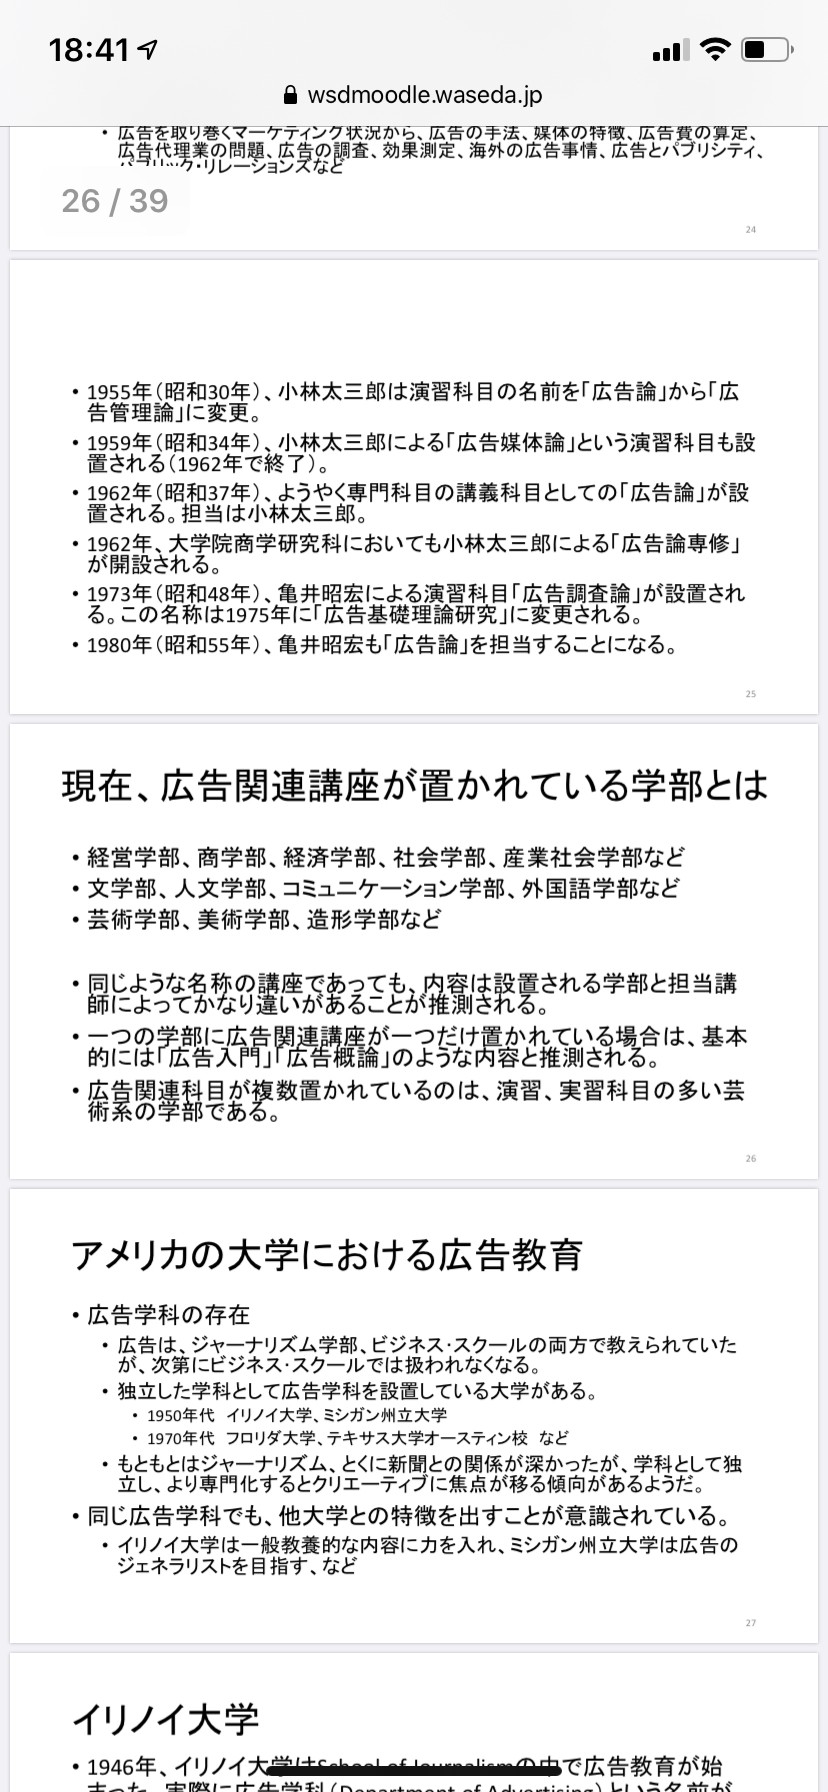 18:41
wsdmoodle.waseda.jp
• 広告を取り巻くマーケティング状況から、広告の手法、媒体の特徴、広告費の算定、
広告代理業の問題、広告の調査、効果測定、海外の広告事情、広告とパブリシティ、
パブリック・リレーションズなど
26 / 39
24
• 1955年（昭和30年）、小林太三郎は演習科目の名前を「広告論」から「広
告管理論」に変更。
• 1959年（昭和34年）、小林太三郎による「広告媒体論」という演習科目も設
置される（1962年で終了）。
• 1962年（昭和37年）、ようやく専門科目の講義科目としての「広告論」が設
置される。担当は小林太三郎。
• 1962年、大学院商学研究科においても小林太三郎による「広告論専修」
が開設される。
• 1973年（昭和48年）、亀井昭宏による演習科目「広告調査論」が設置され
る。この名称は1975年に「広告基礎理論研究」に変更される。
• 1980年（昭和55年）、亀井昭宏も「広告論」を担当することになる。
25
現在、広告関連講座が置かれている学部とは
• 経営学部、商学部、経済学部、社会学部、産業社会学部など
• 文学部、人文学部、コミュニケーション学部、外国語学部など
• 芸術学部、美術学部、造形学部など
• 同じような名称の講座であっても、内容は設置される学部と担当講
師によってかなり違いがあることが推測される。
• 一つの学部に広告関連講座が一つだけ置かれている場合は、基本
的には「広告入門」「広告概論」のような内容と推測される。
• 広告関連科目が複数置かれているのは、演習、実習科目の多い芸
術系の学部である。
26
アメリカの大学における広告教育
• 広告学科の存在
• 広告は、ジャーナリズム学部、ビジネス・スクールの両方で教えられていた
が、次第にビジネス・スクールでは扱われなくなる。
• 独立した学科として広告学科を設置している大学がある。
• 1950年代 イリノイ大学、ミシガン州立大学
• 1970年代 フロリダ大学、テキサス大学オースティン校 など
• もともとはジャーナリズム、とくに新聞との関係が深かったが、学科として独
立し、より専門化するとクリエーティブに焦点が移る傾向があるようだ。
• 同じ広告学科でも、他大学との特徴を出すことが意識されている。
• イリノイ大学は一般教養的な内容に力を入れ、ミシガン州立大学は広告の
ジェネラリストを目指す、など
27
イリノイ大学
• 1946年、イリノイ大学はSchool of Journalismの中で広告教育が始
まった。実際に広告学科（Department of Advertising）という名前が